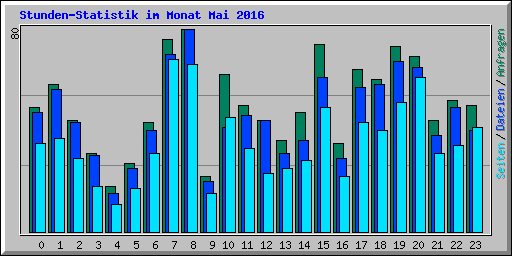 Stunden-Statistik im Monat Mai 2016
80
0 1 2 3 4 5 6 7 8 9 10 11 12 13 14 15 16 17 18 19 20 21 22 23
Seiten / Dateien / Anfragen